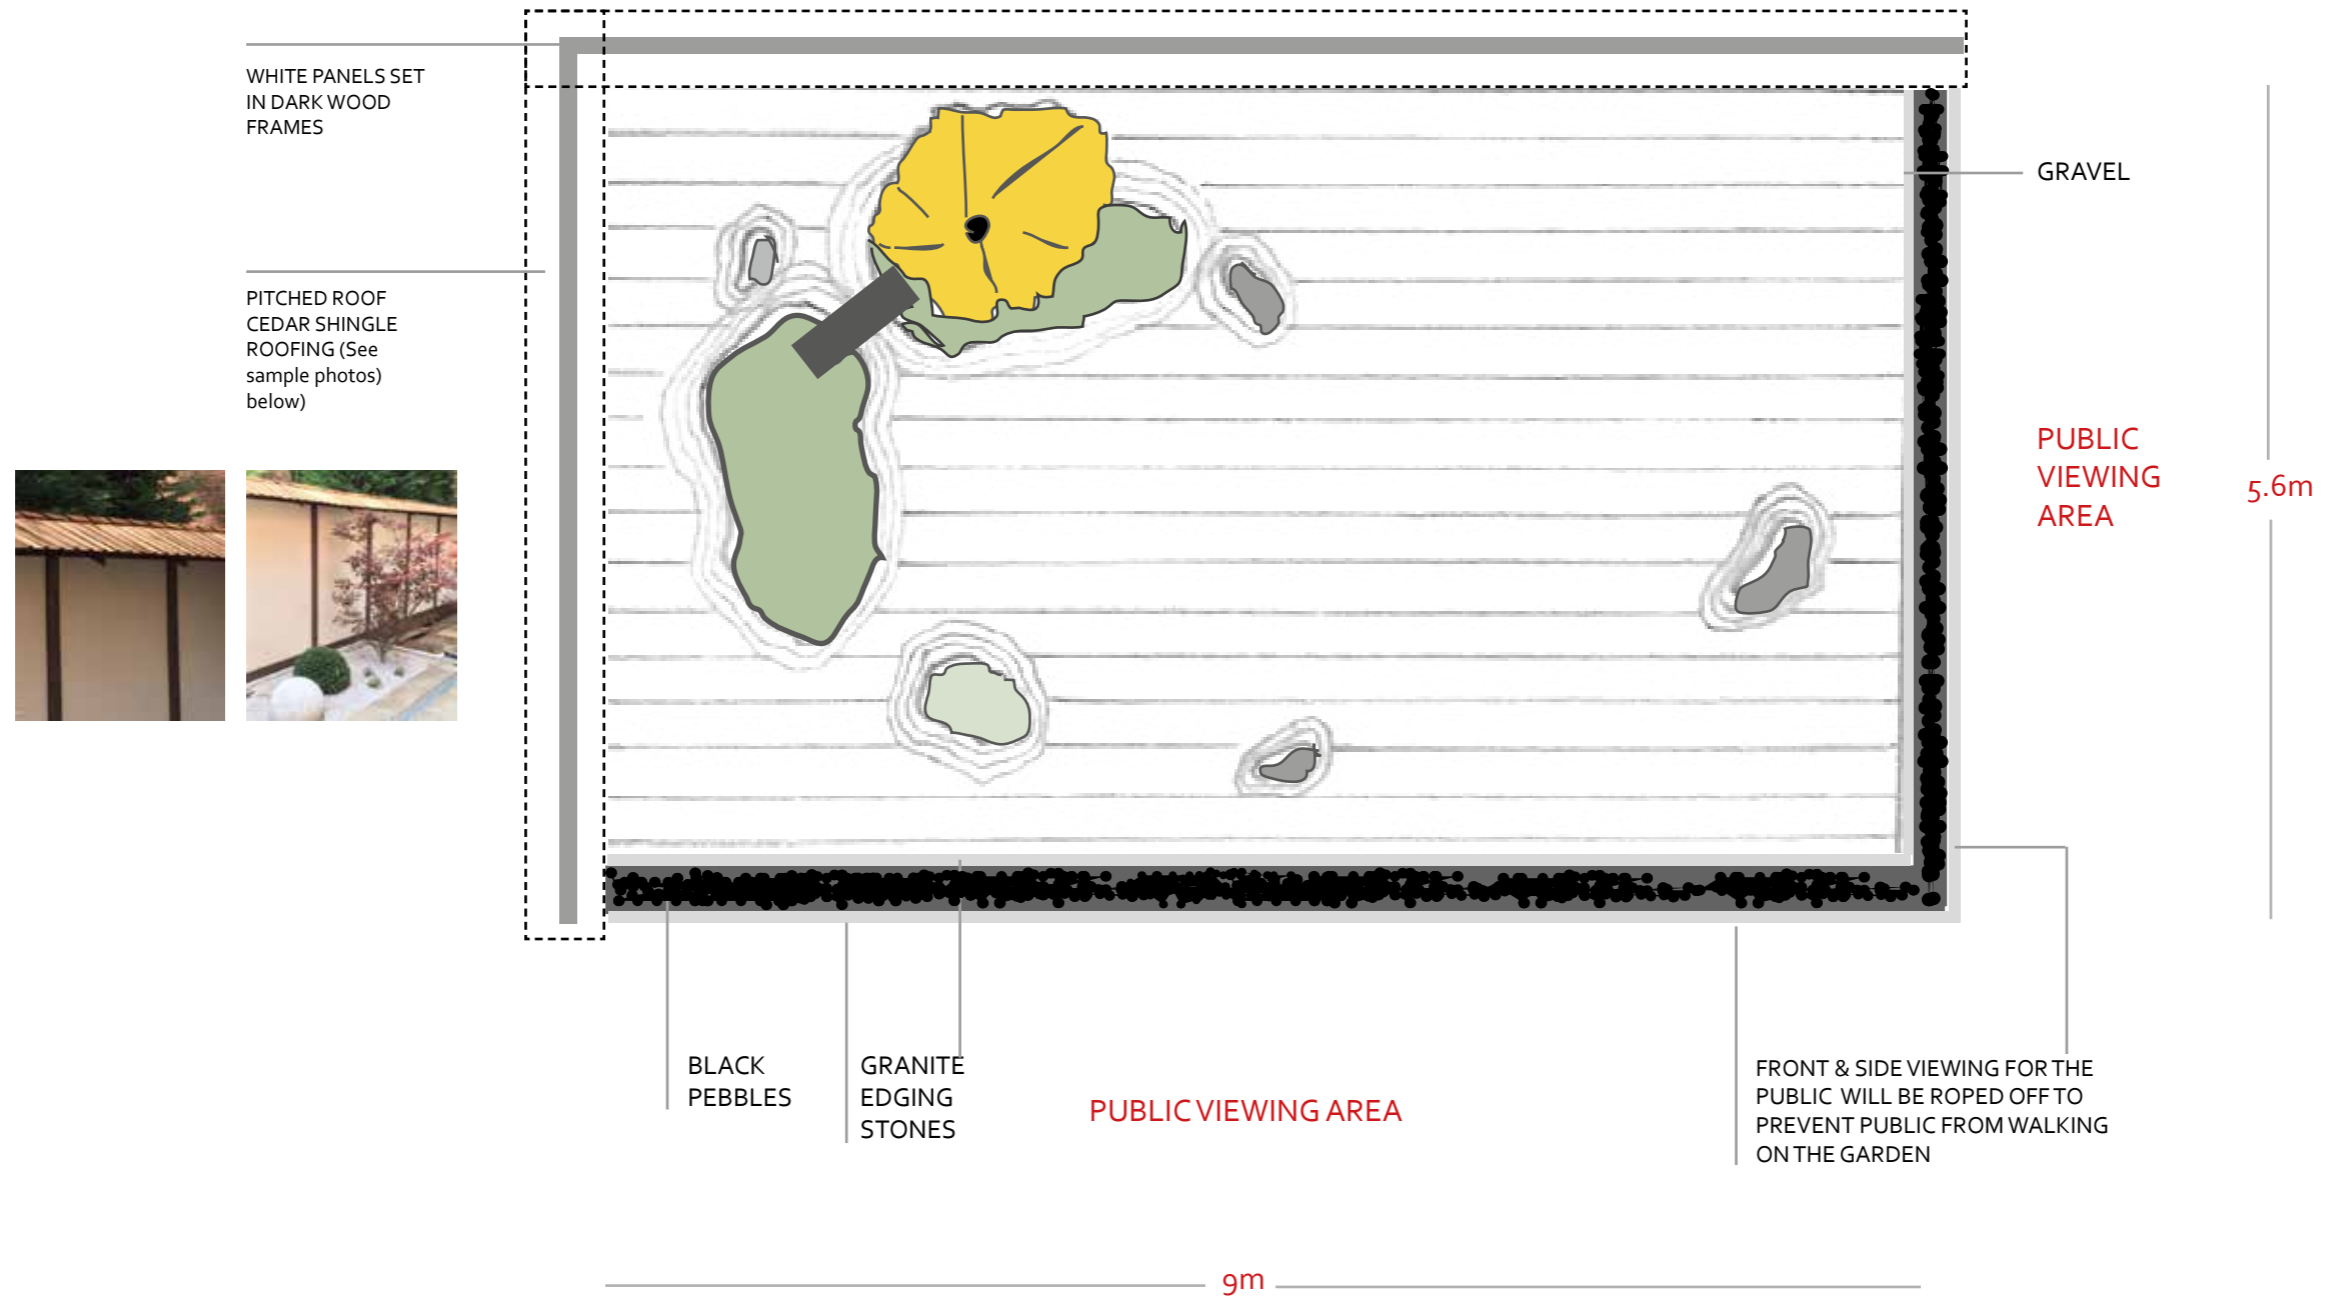 WHITE PANELS SET
IN DARK WOOD
FRAMES
GRAVEL
PITCHED ROOF
CEDAR SHINGLE
ROOFING (See
sample photos)
below)
PUBLIC
VIEWING
AREA
5.6m
BLACK
PEBBLES
GRANITE
EDGING
STONES
PUBLIC VIEWING AREA
FRONT & SIDE VIEWING FOR THE
PUBLIC WILL BE ROPED OFF TO
PREVENT PUBLIC FROM WALKING
ON THE GARDEN
9m